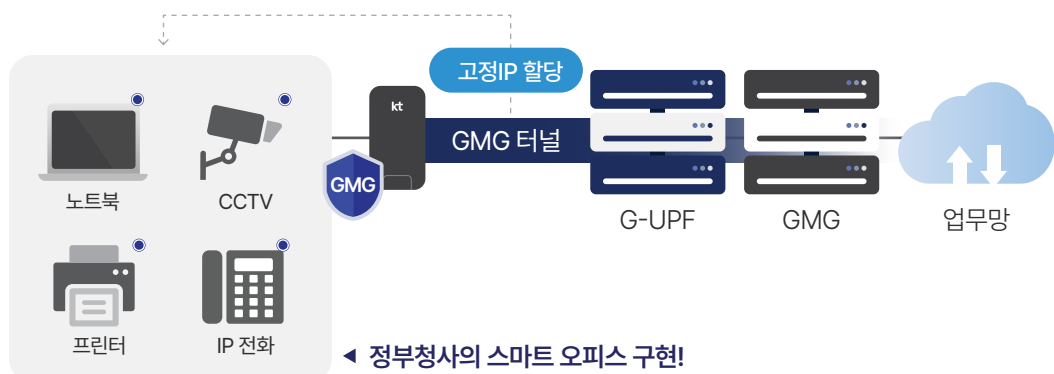 고정IP 할당
kt
GMG 터널
GMG
노트북
CCTV
G-UPF
GMG
업무망
프린터
IP 전화
◀ 정부청사의 스마트 오피스 구현!